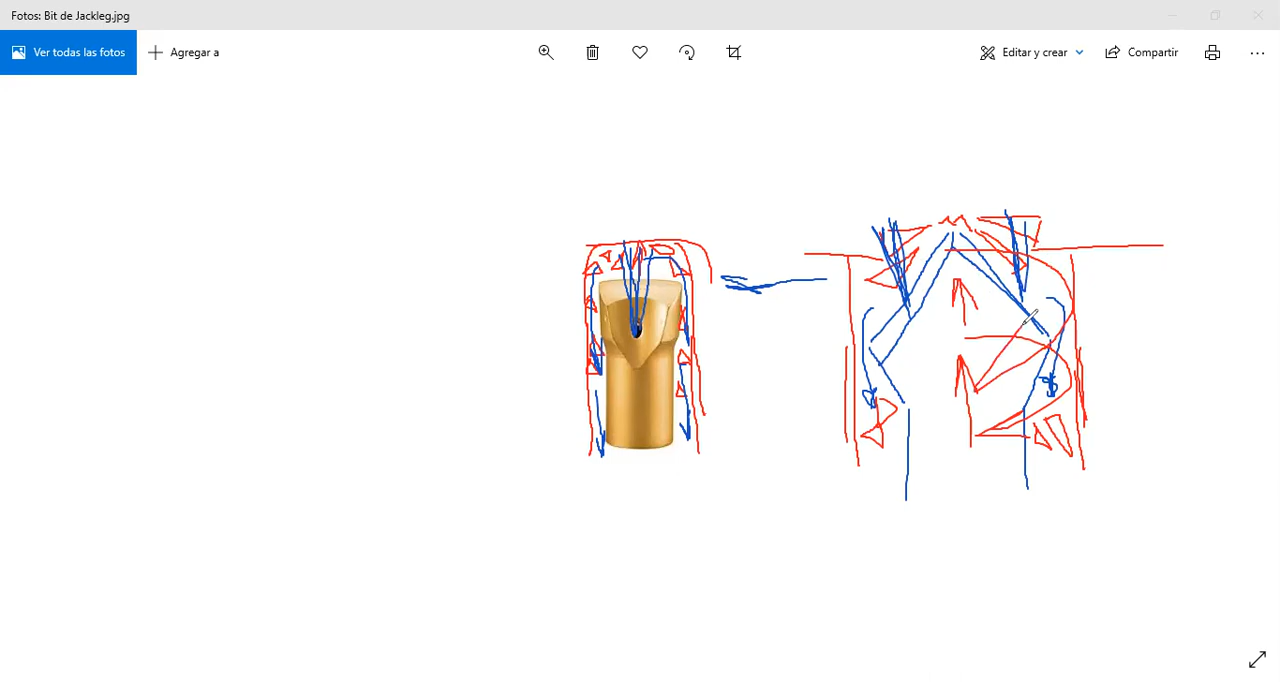 Fotos: Bit de Jackleg.jpg
Ver todas las fotos
Agregar a
Editar y crear
Compartir